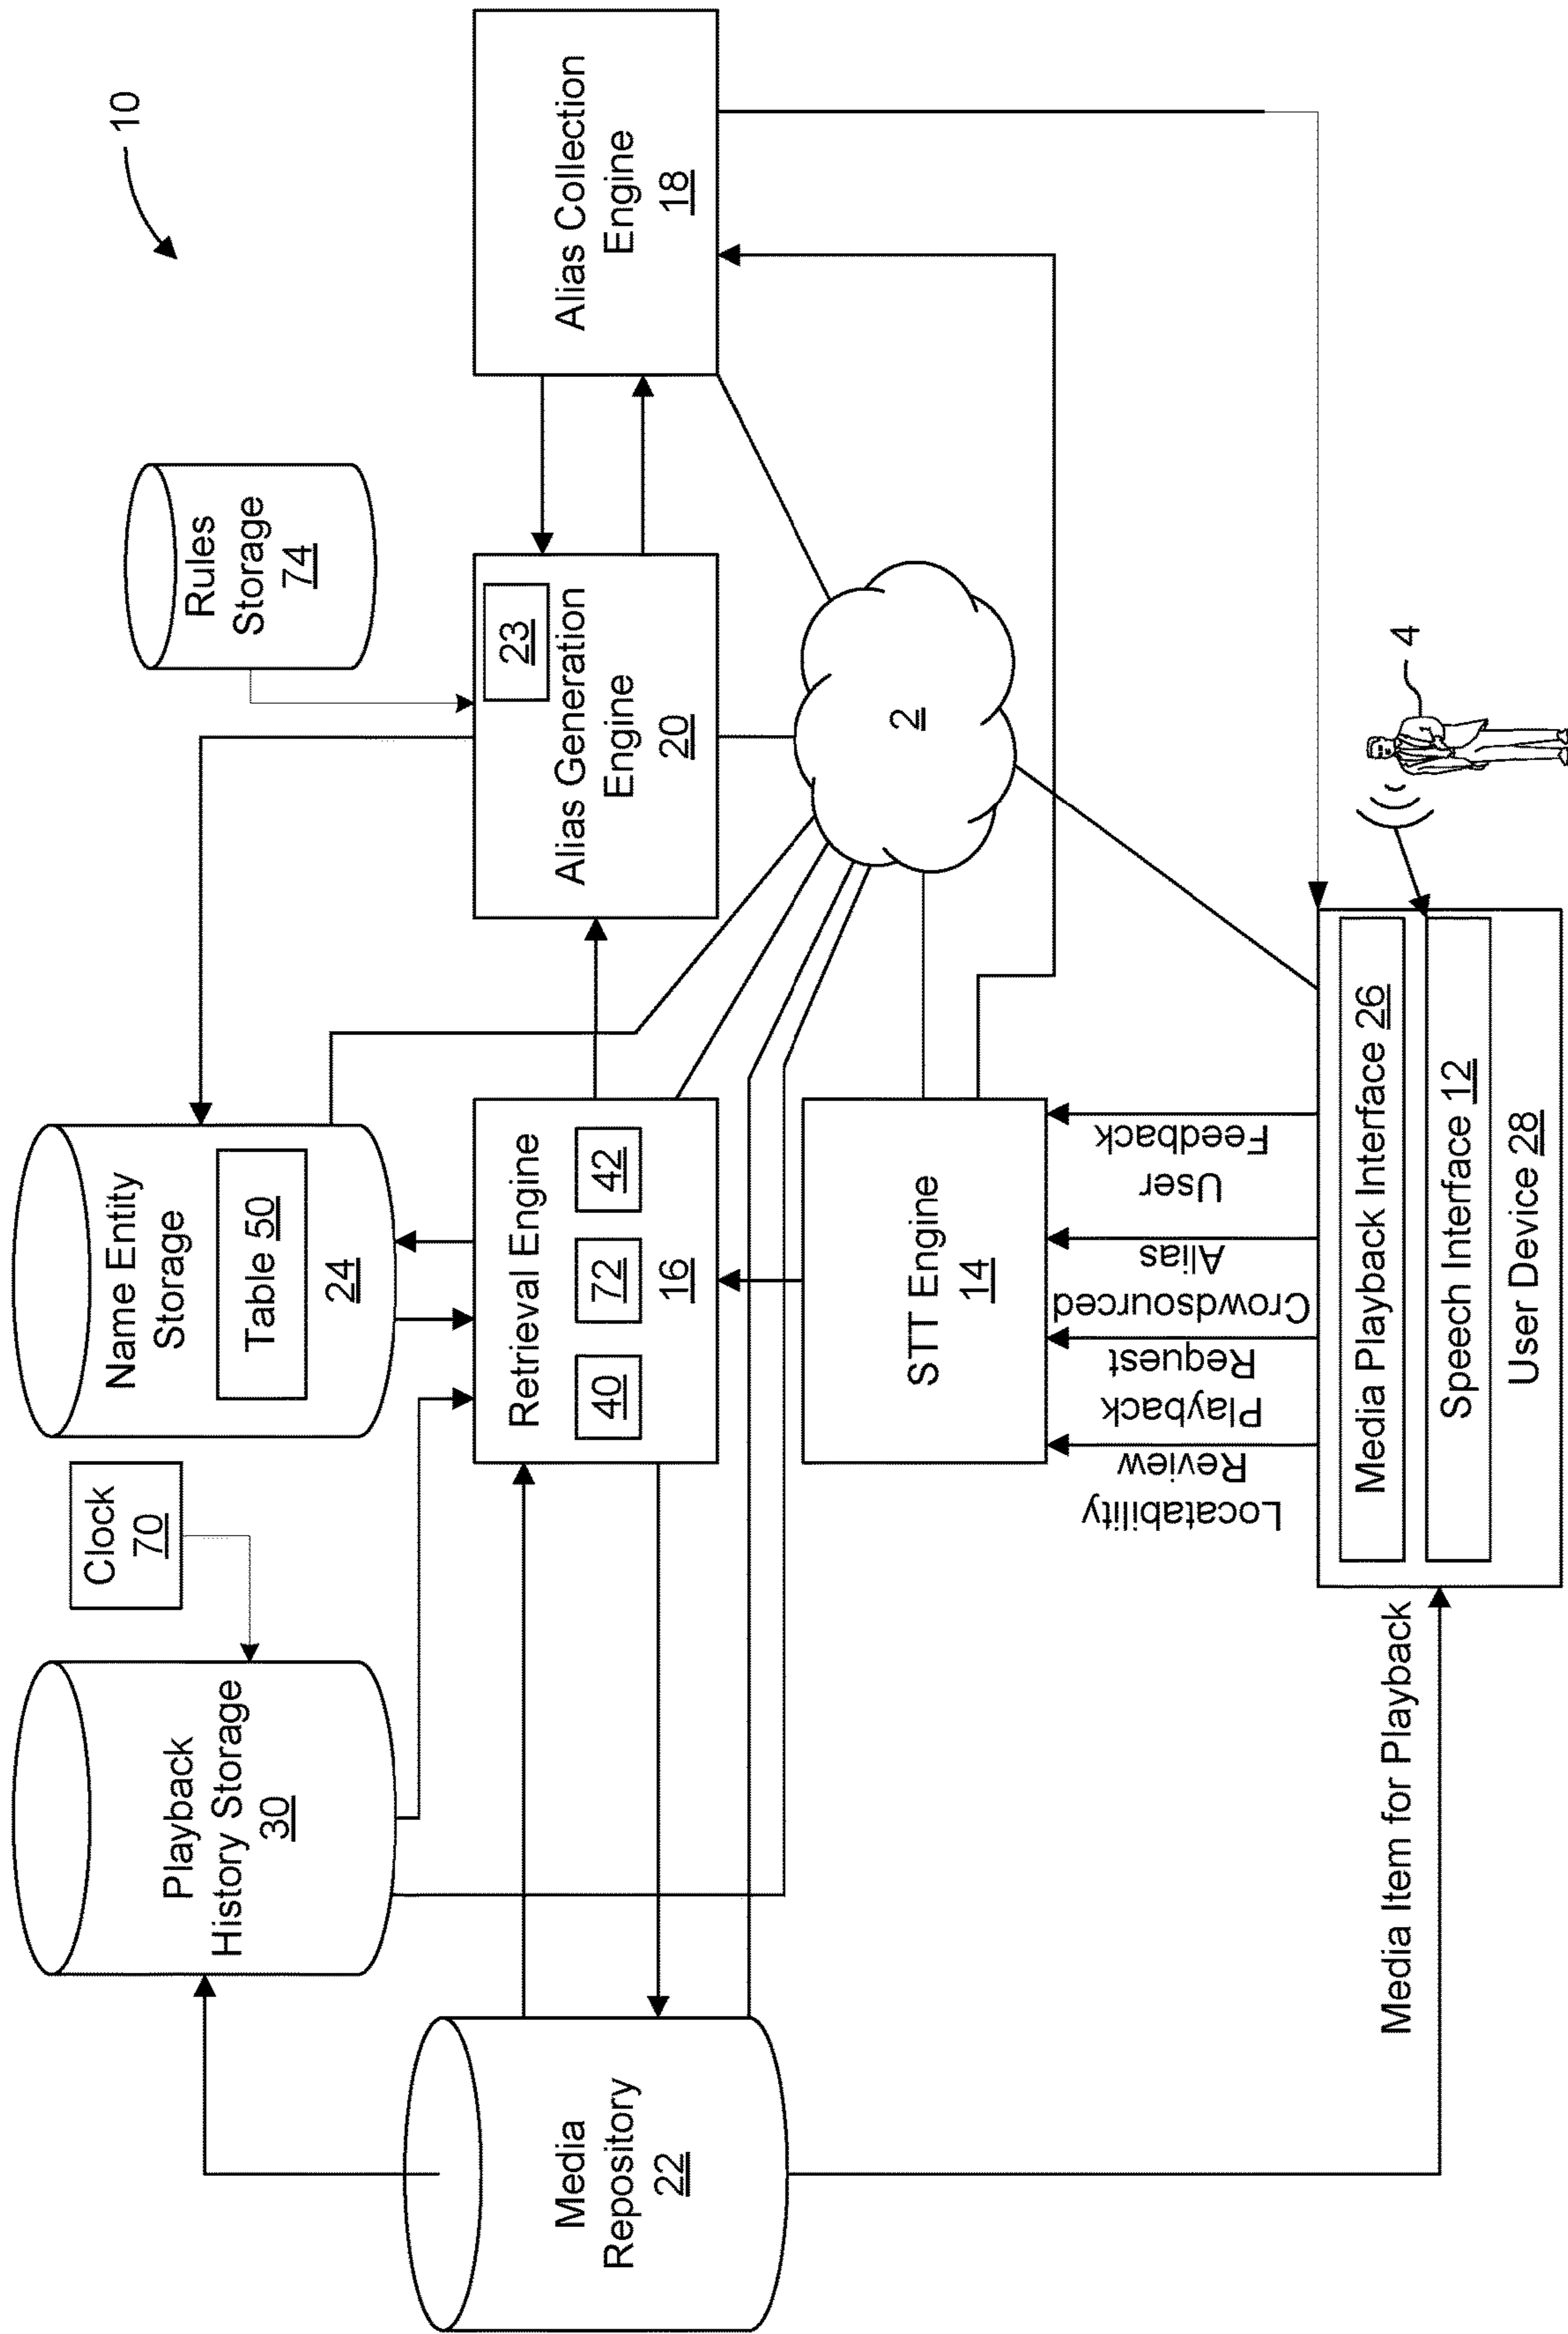 10
Playback
History Storage
30
Clock
70
Name Entity
Storage
Table 50
24
Rules
Storage
74
Media
Repository
22
Retrieval Engine
40
72
42
16
Alias Generation
Engine
20
23
Alias Collection
Engine
18
2
STT Engine
14
Locatability
Review
Playback
Request
Crowdsourced
Alias
User
Feedback
4
Media Item for Playback
Media Playback Interface 26
Speech Interface 12
User Device 28